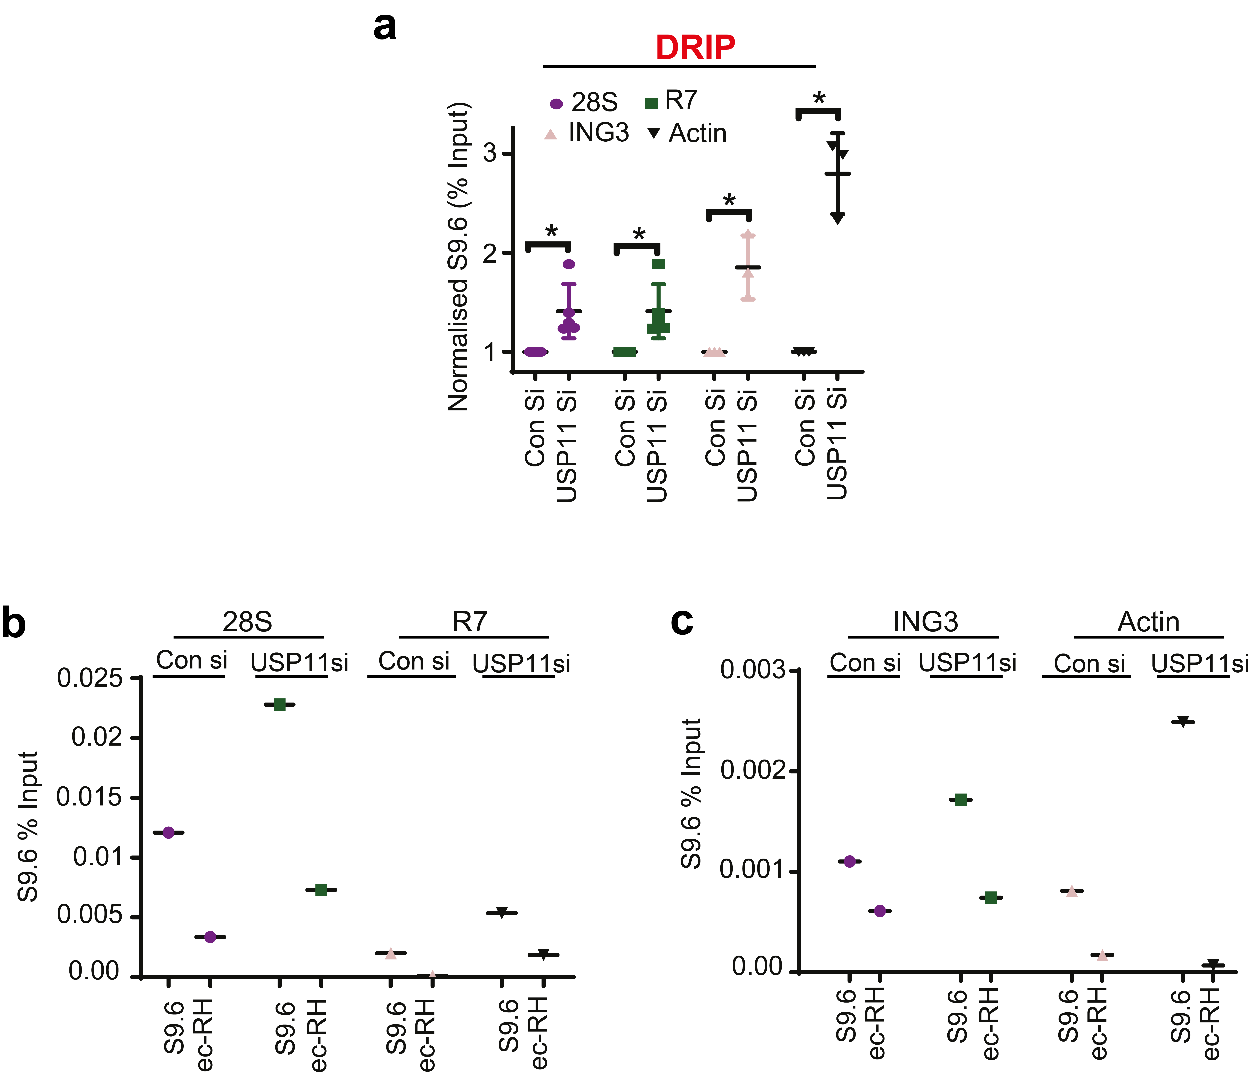 a
DRIP
28S R7
ING3 Actin
Normalised S9.6 (% Input)
3
2
1
* * * *
Con Si USP11 Si Con Si USP11 Si Con Si USP11 Si Con Si USP11 Si
b
28S R7
Con si USP11si Con si USP11si
S9.6 % Input
0.025
0.02
0.015
0.01
0.005
0.00
S9.6 ec-RH S9.6 ec-RH S9.6 ec-RH S9.6 ec-RH
c
ING3 Actin
Con si USP11si Con si USP11si
S9.6 % Input
0.003
0.002
0.001
0.00
S9.6 ec-RH S9.6 ec-RH S9.6 ec-RH S9.6 ec-RH